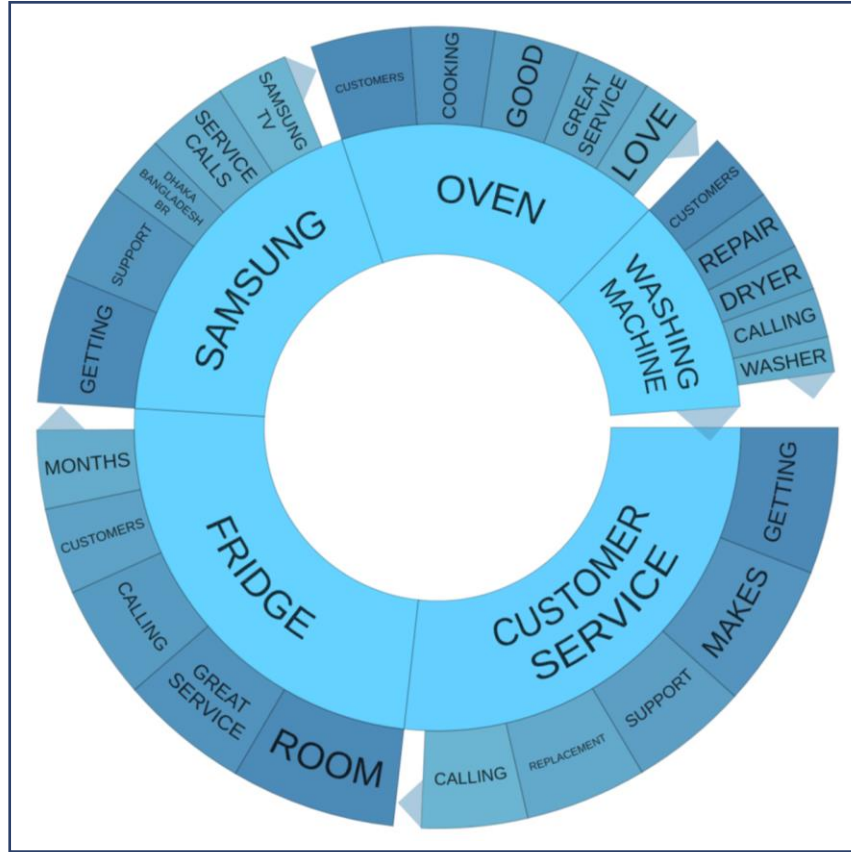 CUSTOMERS
COOKING
GOOD
GREAT
SERVICE
LOVE
OVEN
CUSTOMERS
REPAIR
DRYER
CALLING
WASHER
WASHING
MACHINE
GETTING
MAKES
SUPPORT
REPLACEMENT
CALLING
CUSTOMER
SERVICE
ROOM
GREAT
SERVICE
CALLING
CUSTOMERS
MONTHS
FRIDGE
GETTING
SUPPORT
DHAKA
BANGLADESH
BR
SERVICE
CALLS
SAMSUNG
TV
SAMSUNG